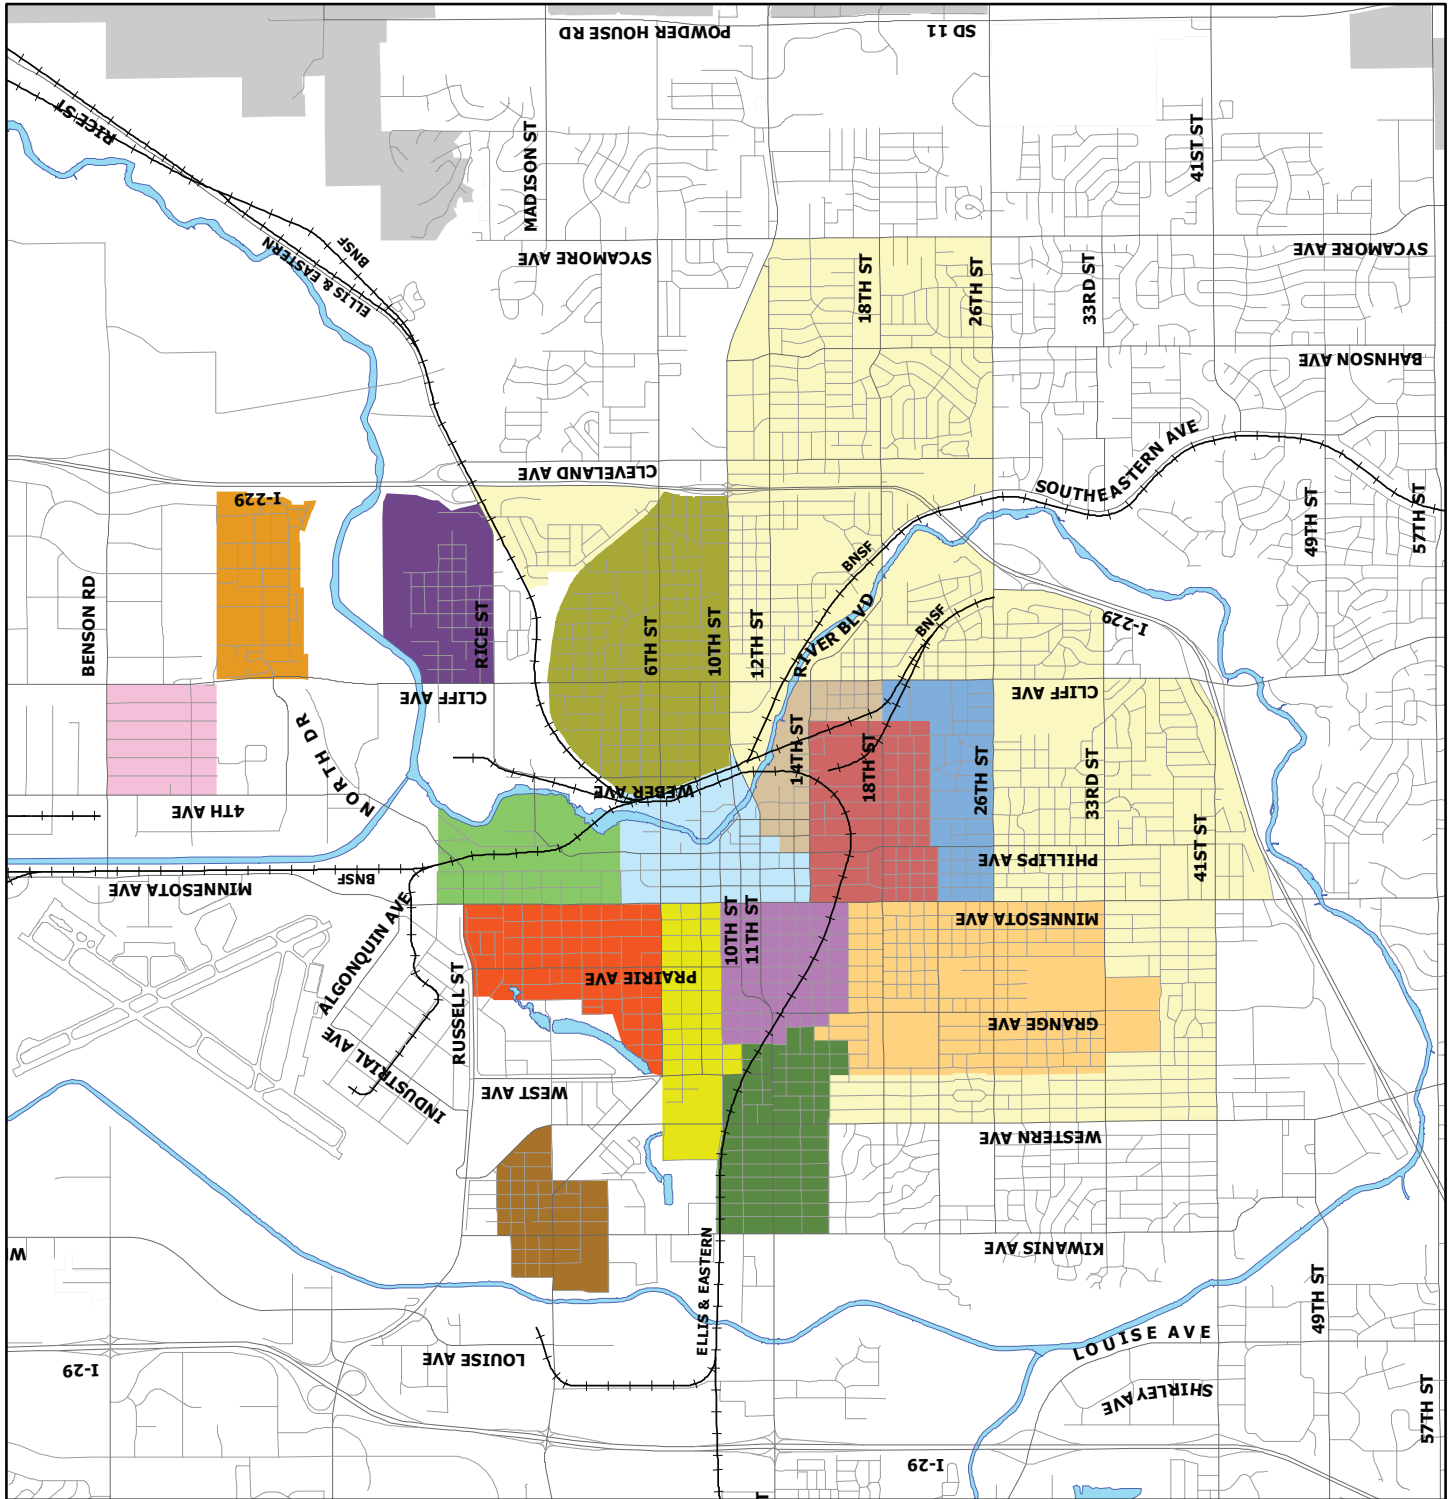 POWDER HOUSE RD
SD 11
RICE ST
MADISON ST
41ST ST
BNSF
ELLIS & EASTERN
SYCAMORE AVE
18TH ST
26TH ST
33RD ST
SYCAMORE AVE
BAHNSON AVE
CLEVELAND AVE
SOUTHEASTERN AVE
I-229
49TH ST
57TH ST
BNSF
BENSON RD
RICE ST
6TH ST
10TH ST
12TH ST
RIVER BLVD
BNSF
I-229
CLIFF AVE
CLIFF AVE
NORTH DR
14TH ST
18TH ST
26TH ST
33RD ST
4TH AVE
WEBER AVE
41ST ST
PHILLIPS AVE
MINNESOTA AVE
BNSF
ALGONQUIN AVE
10TH ST
11TH ST
MINNESOTA AVE
PRAIRIE AVE
RUSSELL ST
GRANGE AVE
INDUSTRIAL AVE
WEST AVE
WESTERN AVE
W
KIWANIS AVE
ELLIS & EASTERN
49TH ST
LOUISE AVE
LOUISE AVE
I-29
SHIRLEY AVE
57TH ST
I-29